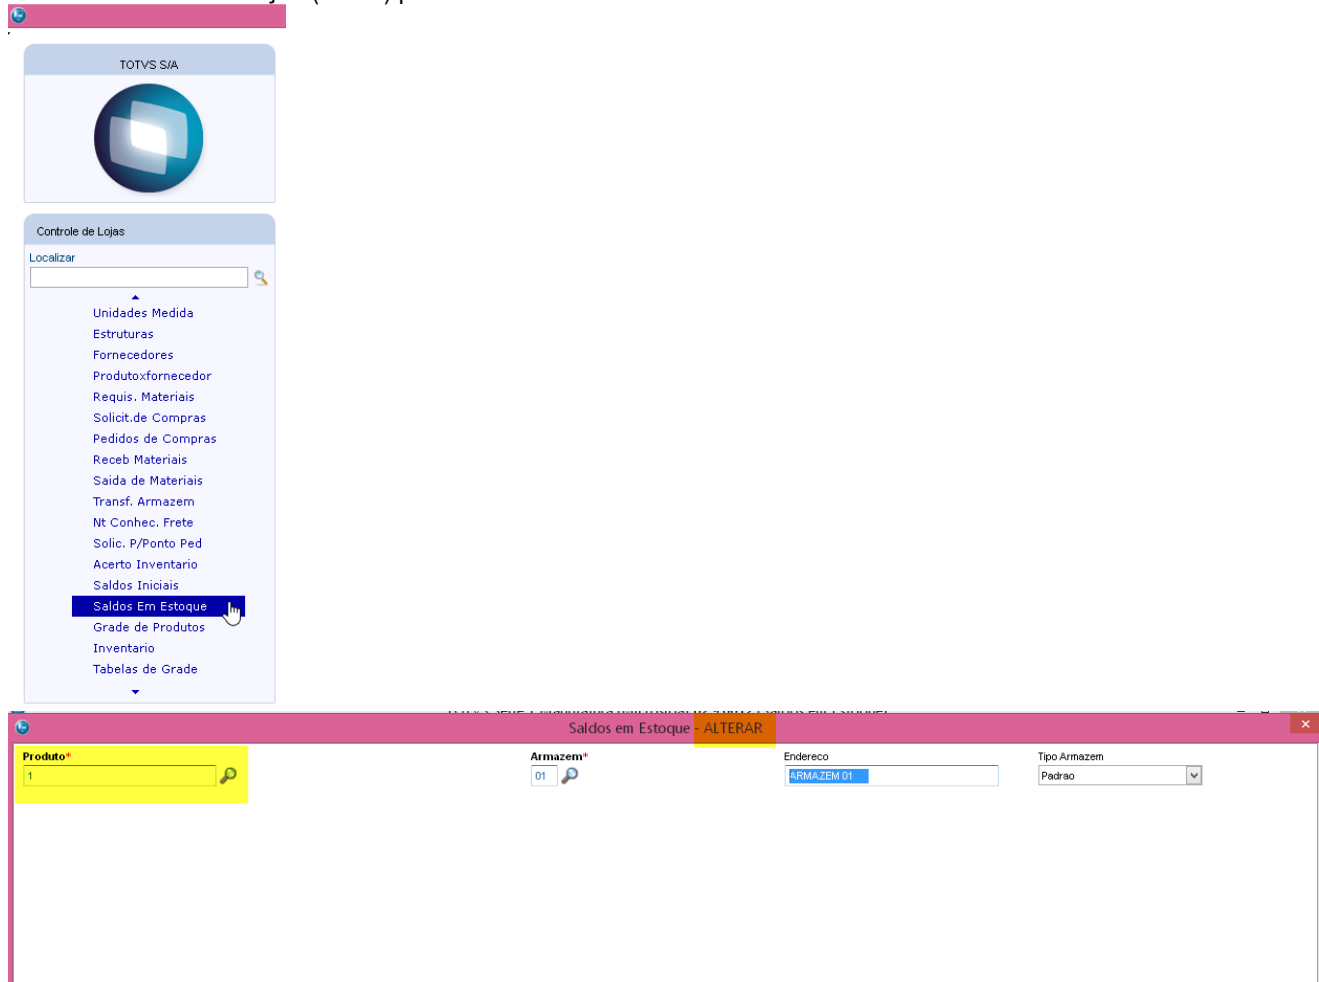 TOTVS S/A
Controle de Lojas
Localizar
Unidades Medida
Estruturas
Fornecedores
Produtoxfornecedor
Requis. Materiais
Solicit.de Compras
Pedidos de Compras
Receb Materiais
Saida de Materiais
Transf. Armazem
Nt Conhec. Frete
Solic. P/Ponto Ped
Acerto Inventario
Saldos Iniciais
Saldos Em Estoque
Grade de Produtos
Inventario
Tabelas de Grade
Saldos em Estoque - ALTERAR
Produto* Armazem* Endereco Tipo Armazem
1 01 ARMAZEM 01 Padrao